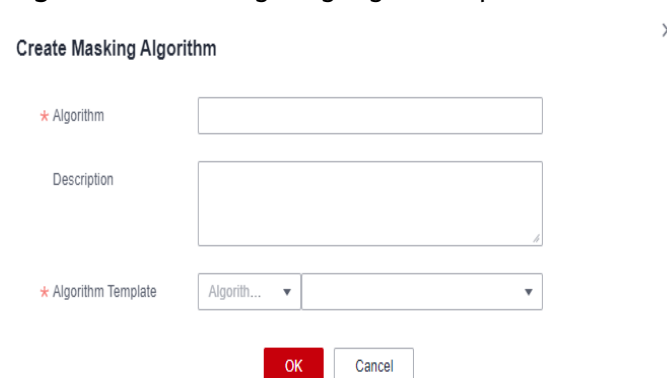 Create Masking Algorithm
* Algorithm
Description
* Algorithm Template
Algorith...
OK
Cancel